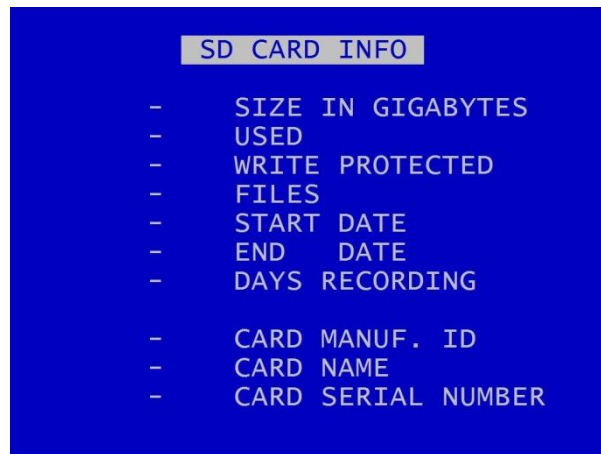 SD CARD INFO
- SIZE IN GIGABYTES
- USED
- WRITE PROTECTED
- FILES
- START DATE
- END DATE
- DAYS RECORDING
- CARD MANUF. ID
- CARD NAME
- CARD SERIAL NUMBER